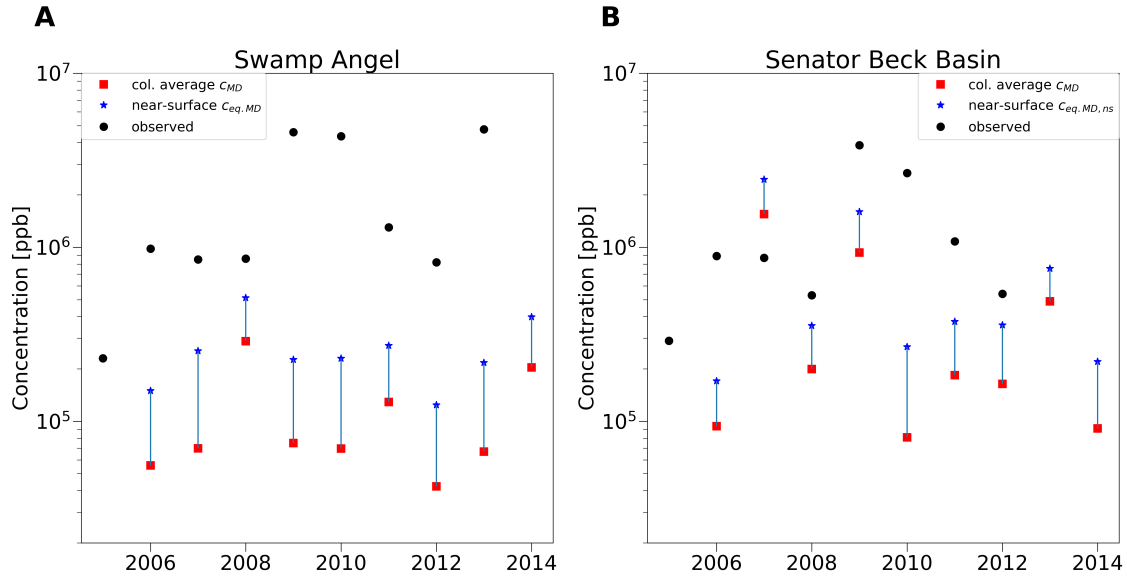 A
Swamp Angel
col. average c_MD
near-surface c_eq.MD
observed
Concentration [ppb]
10^7
10^6
10^5
2006 2008 2010 2012 2014
B
Senator Beck Basin
col. average c_MD
near-surface c_eq.MD,ns
observed
Concentration [ppb]
10^7
10^6
10^5
2006 2008 2010 2012 2014